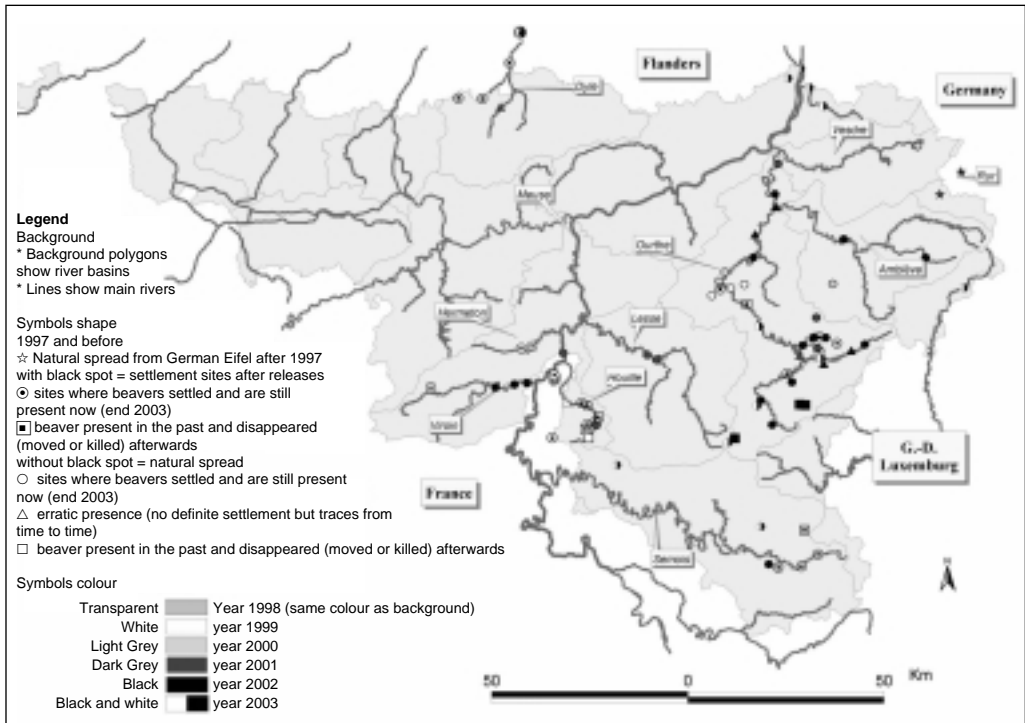 Flanders
Germany
Dyle
Vesdre
Rur
Meuse
Ourthe
Amblève
Lesse
Hermeton
Houille
Viroin
G.-D.
Luxemburg
France
Semois
N
Legend
Background
* Background polygons
show river basins
* Lines show main rivers
Symbols shape
1997 and before
☆ Natural spread from German Eifel after 1997
with black spot = settlement sites after releases
⦿ sites where beavers settled and are still
present now (end 2003)
▣ beaver present in the past and disappeared
(moved or killed) afterwards
without black spot = natural spread
○ sites where beavers settled and are still present
now (end 2003)
△ erratic presence (no definite settlement but traces from
time to time)
□ beaver present in the past and disappeared (moved or killed) afterwards
Symbols colour
Transparent Year 1998 (same colour as background)
White year 1999
Light Grey year 2000
Dark Grey year 2001
Black year 2002
Black and white year 2003
50 0 50 Km